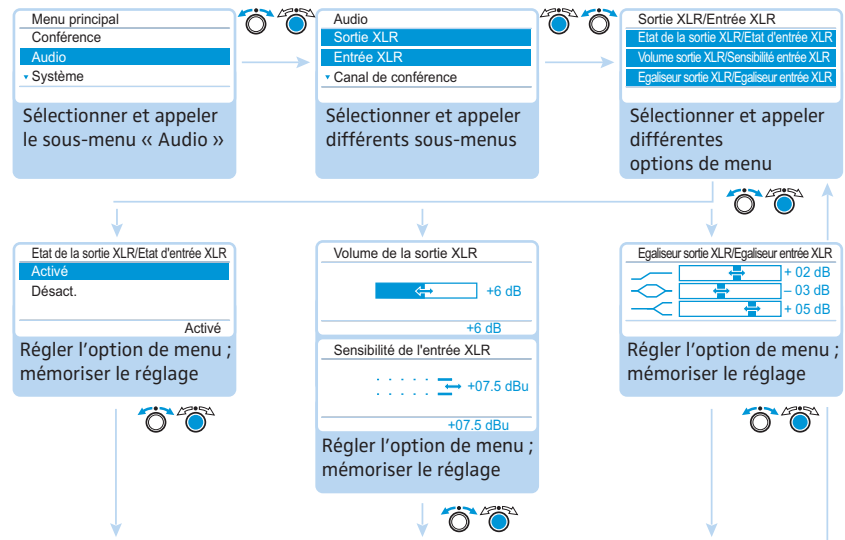 Menu principal
Conférence
Audio
Système
Sélectionner et appeler
le sous-menu « Audio »
Audio
Sortie XLR
Entrée XLR
Canal de conférence
Sélectionner et appeler
différents sous-menus
Sortie XLR/Entrée XLR
Etat de la sortie XLR/Etat d'entrée XLR
Volume sortie XLR/Sensibilité entrée XLR
Egaliseur sortie XLR/Egaliseur entrée XLR
Sélectionner et appeler
différentes
options de menu
Etat de la sortie XLR/Etat d'entrée XLR
Activé
Désact.
Activé
Régler l'option de menu ;
mémoriser le réglage
Volume de la sortie XLR
+6 dB
+6 dB
Sensibilité de l'entrée XLR
+07.5 dBu
+07.5 dBu
Régler l'option de menu ;
mémoriser le réglage
Egaliseur sortie XLR/Egaliseur entrée XLR
+ 02 dB
– 03 dB
+ 05 dB
Régler l'option de menu ;
mémoriser le réglage